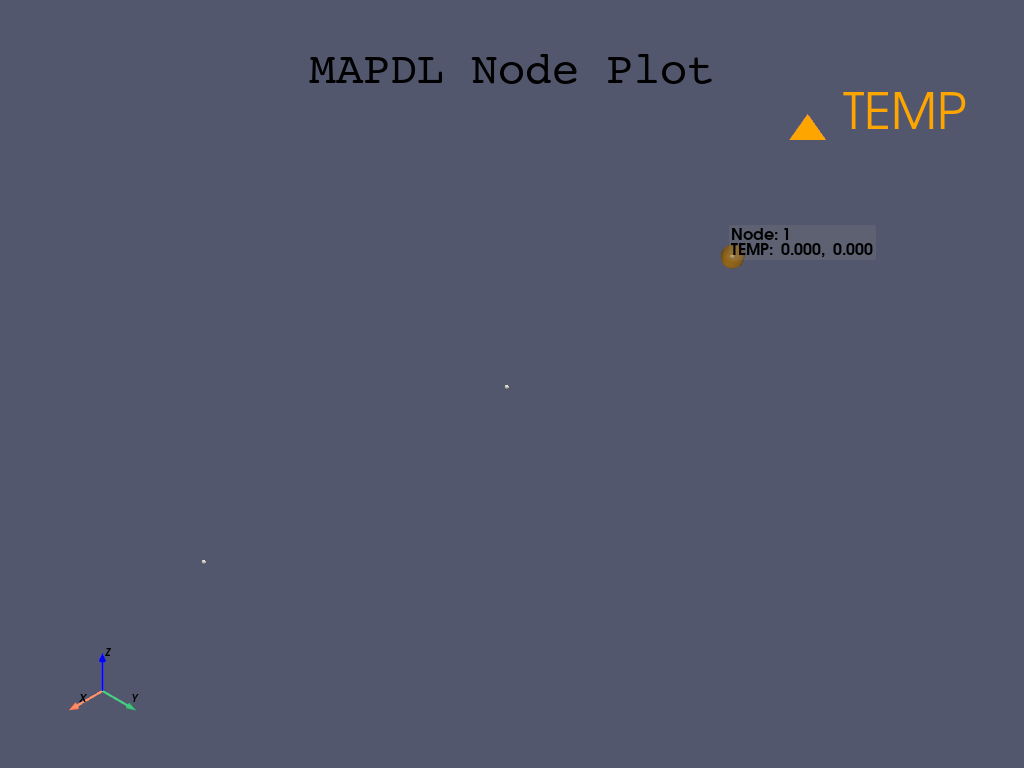 MAPDL Node Plot
TEMP
Node: 1
TEMP: 0.000, 0.000
Z
X
Y